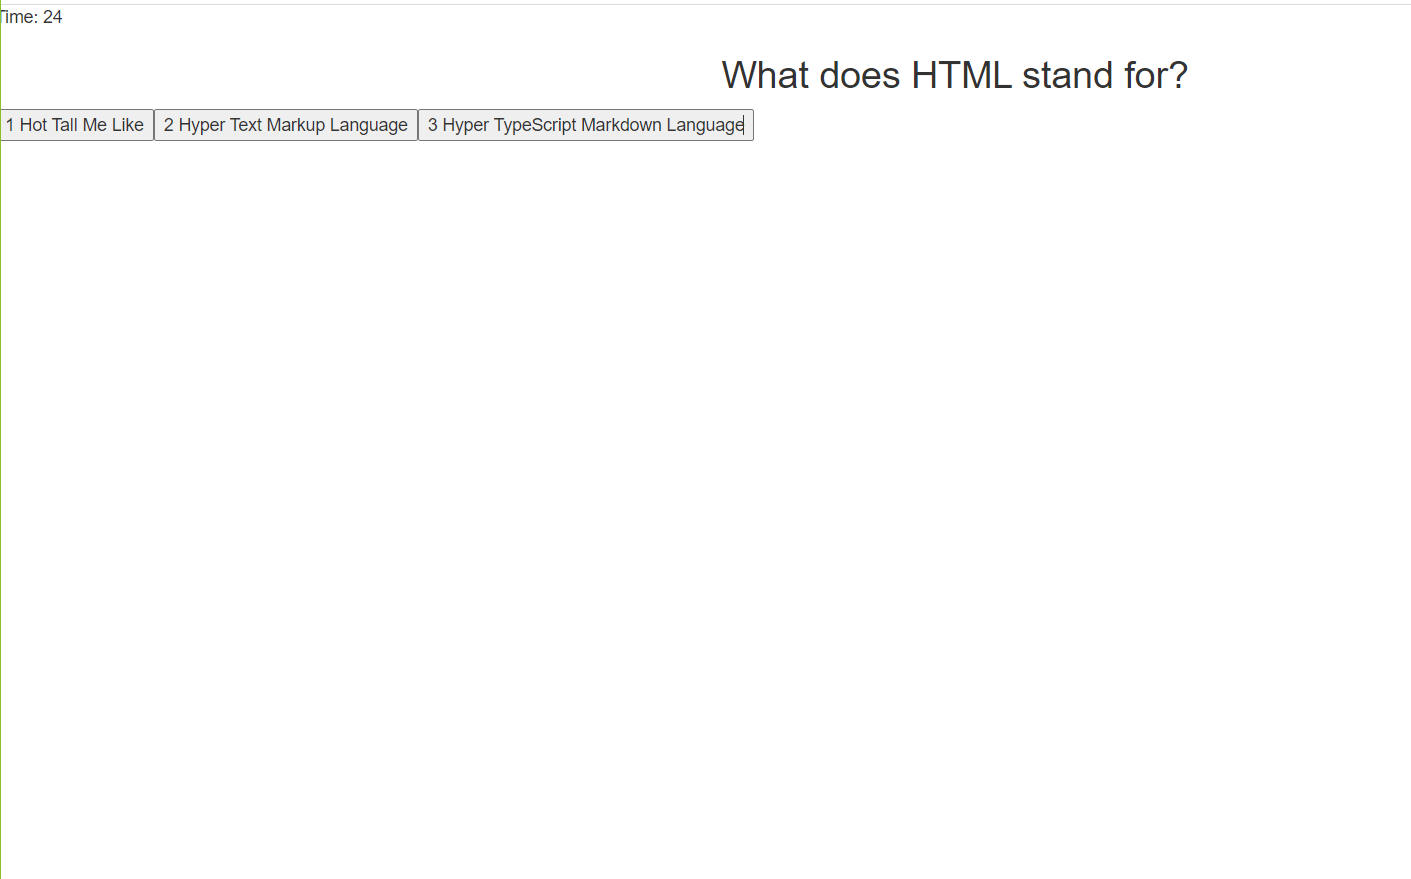 Time: 24
What does HTML stand for?
1 Hot Tall Me Like 2 Hyper Text Markup Language 3 Hyper TypeScript Markdown Language